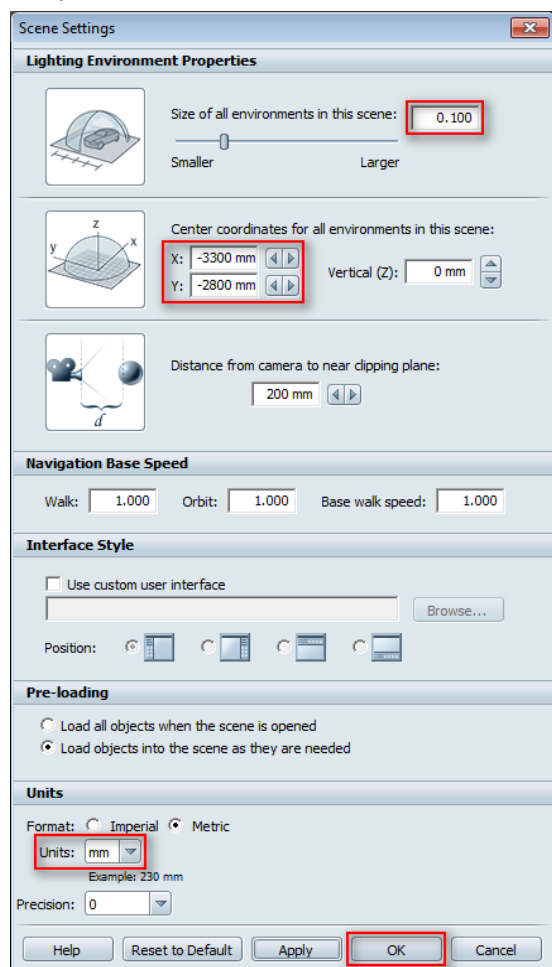 Scene Settings
Lighting Environment Properties
Size of all environments in this scene: 0.100
Smaller Larger
z
y x
Center coordinates for all environments in this scene:
X: -3300 mm
Vertical (Z): 0 mm
Y: -2800 mm
Distance from camera to near clipping plane:
200 mm
d
Navigation Base Speed
Walk: 1.000 Orbit: 1.000 Base walk speed: 1.000
Interface Style
Use custom user interface
Browse...
Position:
Pre-loading
Load all objects when the scene is opened
Load objects into the scene as they are needed
Units
Format: Imperial Metric
Units: mm
Example: 230 mm
Precision: 0
Help Reset to Default Apply OK Cancel